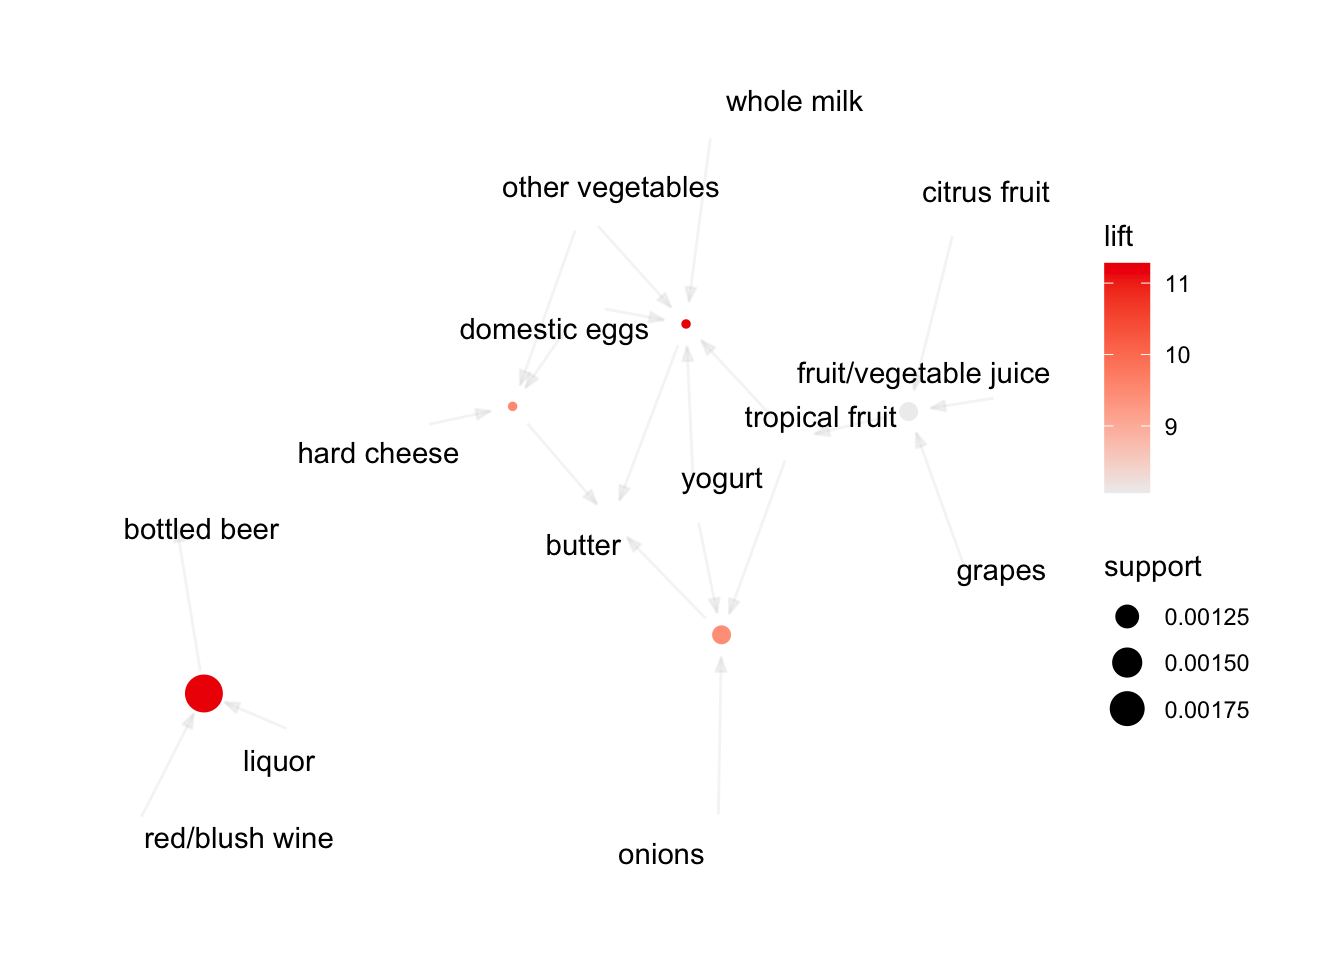 whole milk
other vegetables
citrus fruit
domestic eggs
fruit/vegetable juice
tropical fruit
hard cheese
yogurt
bottled beer
butter
grapes
liquor
red/blush wine
onions
lift
11
10
9
support
0.00125
0.00150
0.00175